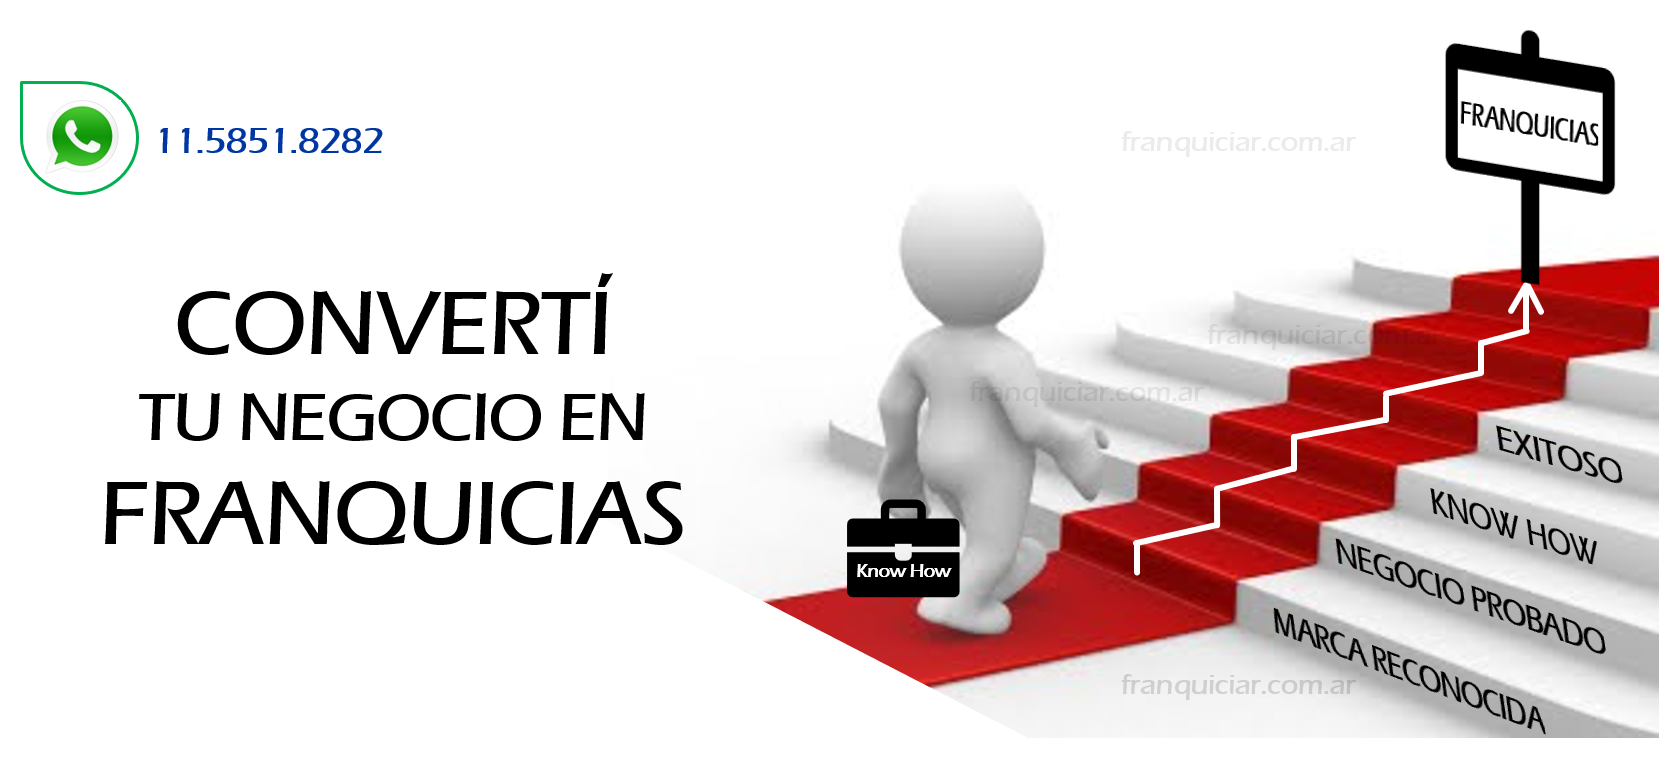 11.5851.8282
CONVERTÍ
TU NEGOCIO EN
FRANQUICIAS
franquiciar.com.ar
FRANQUICIAS
franquiciar.com.ar
franquiciar.com.ar
Know How
EXITOSO
KNOW HOW
NEGOCIO PROBADO
MARCA RECONOCIDA
franquiciar.com.ar